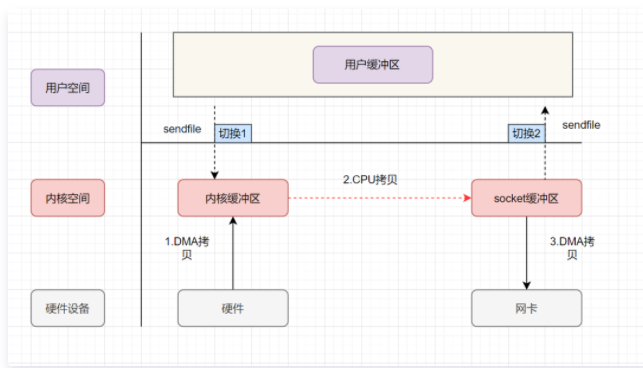 用户缓冲区
用户空间
sendfile
切换1
切换2
sendfile
2.CPU拷贝
内核空间
内核缓冲区
socket缓冲区
1.DMA拷
贝
3.DMA拷
贝
硬件设备
硬件
网卡